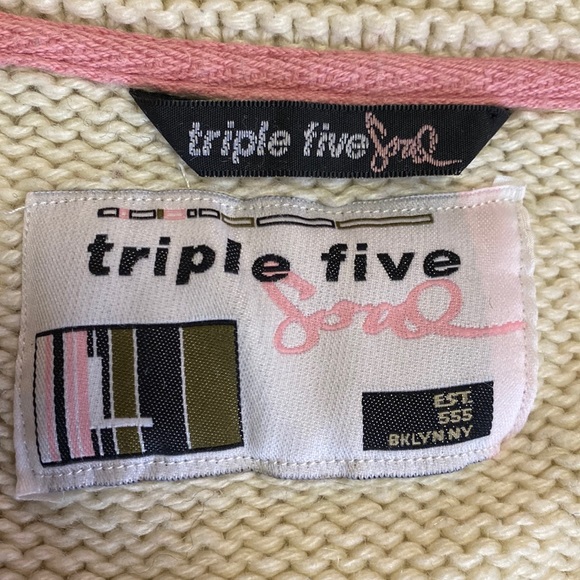 triple five Soul
triple five
Soul
L
EST.
555
BKLYN.NY